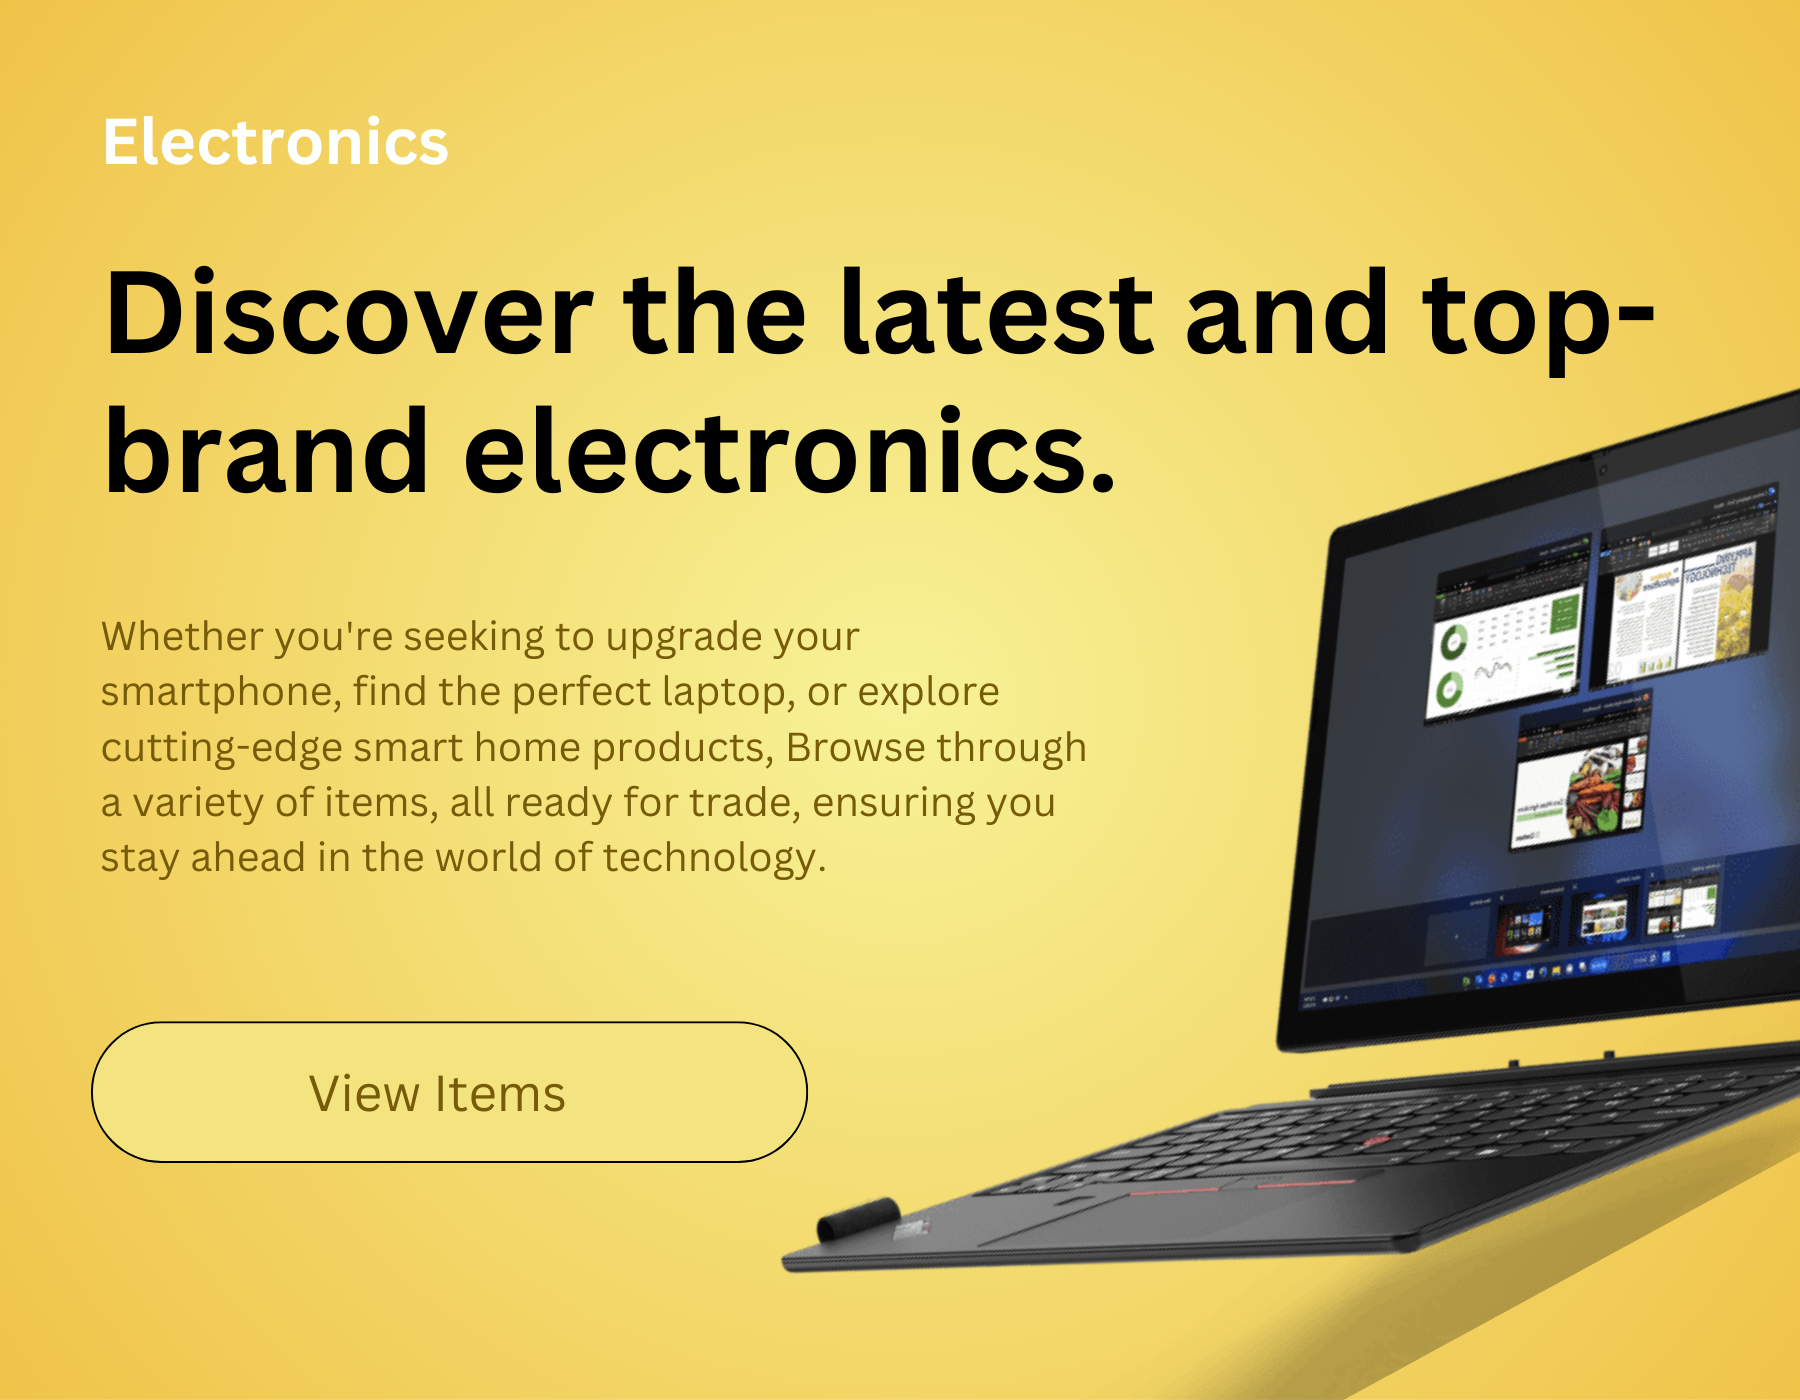 Electronics
Discover the latest and top-
brand electronics.
Whether you're seeking to upgrade your
smartphone, find the perfect laptop, or explore
cutting-edge smart home products, Browse through
a variety of items, all ready for trade, ensuring you
stay ahead in the world of technology.
View Items
APPLYING
TECHNOLOGY